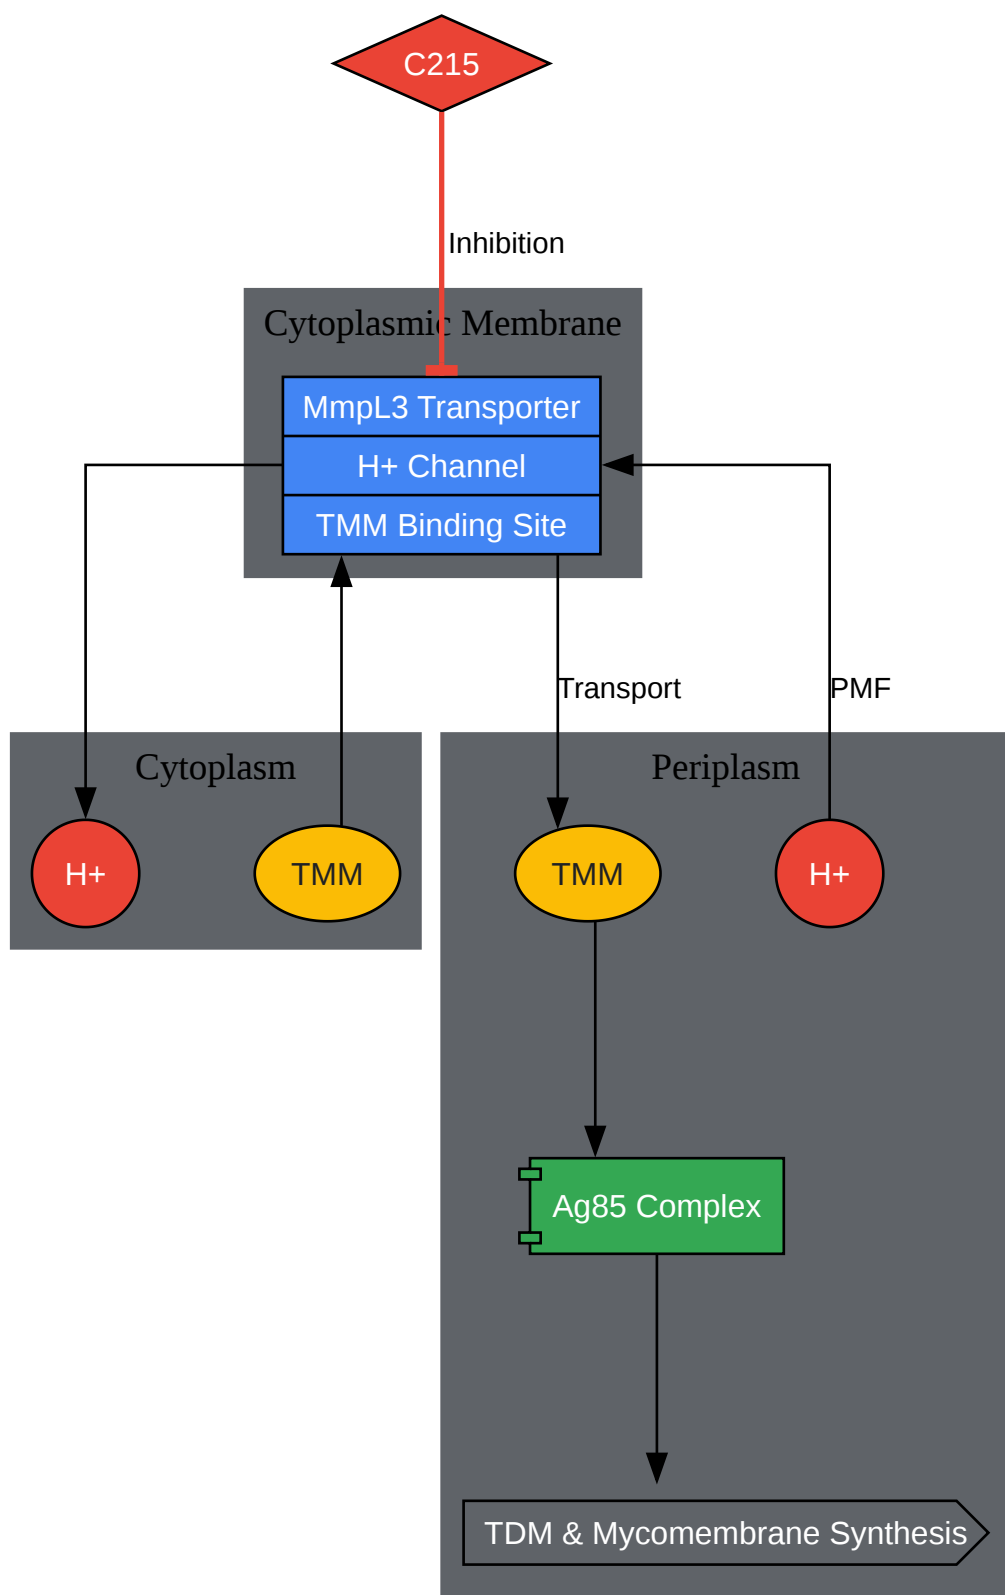 C215
Inhibition
Cytoplasmic Membrane
MmpL3 Transporter
H+ Channel
TMM Binding Site
Transport
PMF
Cytoplasm
Periplasm
H+
TMM
TMM
H+
Ag85 Complex
TDM & Mycomembrane Synthesis